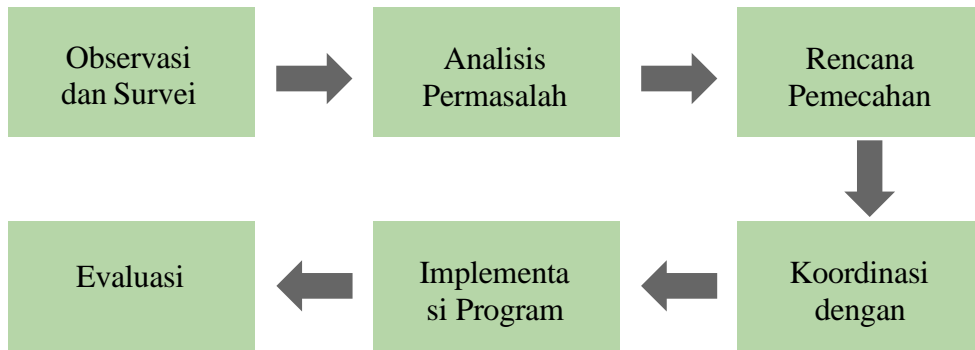 Observasi
dan Survei
Analisis
Permasalah
Rencana
Pemecahan
Koordinasi
dengan
Implementa
si Program
Evaluasi